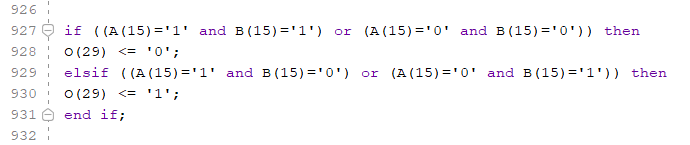 926
927 if ((A(15)='1' and B(15)='1') or (A(15)='0' and B(15)='0')) then
928 O(29) <= '0';
929 elsif ((A(15)='1' and B(15)='0') or (A(15)='0' and B(15)='1')) then
930 O(29) <= '1';
931 end if;
932